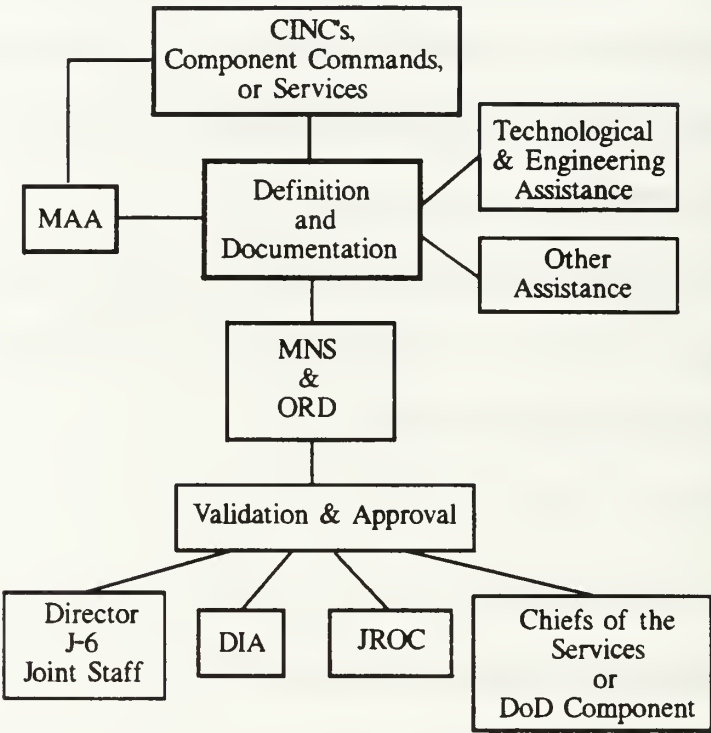 CINC's,
Component Commands,
or Services
Technological
& Engineering
Assistance
MAA
Definition
and
Documentation
Other
Assistance
MNS
&
ORD
Validation & Approval
Director
J-6
Joint Staff
DIA
JROC
Chiefs of the
Services
or
DoD Component